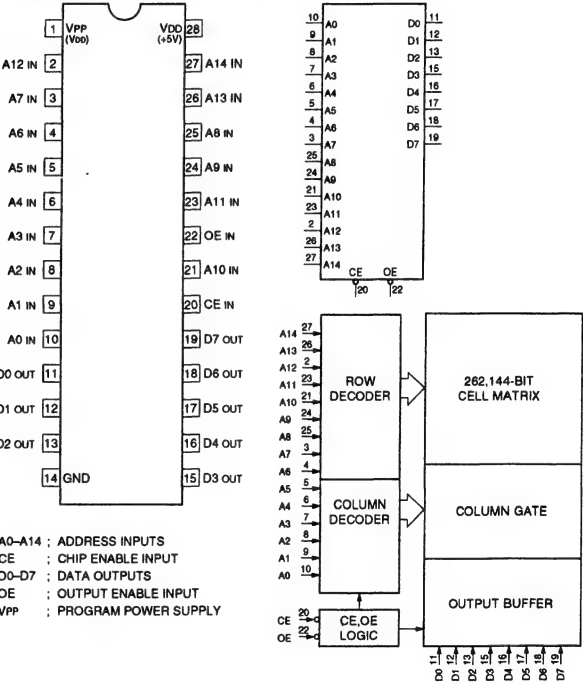 1 VPP VDD 28
(VDD) (+5V)
A12 IN 2 27 A14 IN
A7 IN 3 26 A13 IN
A6 IN 4 25 A8 IN
A5 IN 5 24 A9 IN
A4 IN 6 23 A11 IN
A3 IN 7 22 OE IN
A2 IN 8 21 A10 IN
A1 IN 9 20 CE IN
A0 IN 10 19 D7 OUT
D0 OUT 11 18 D6 OUT
D1 OUT 12 17 D5 OUT
D2 OUT 13 16 D4 OUT
14 GND 15 D3 OUT
A0–A14 ; ADDRESS INPUTS
CE ; CHIP ENABLE INPUT
D0–D7 ; DATA OUTPUTS
OE ; OUTPUT ENABLE INPUT
VPP ; PROGRAM POWER SUPPLY
10 A0 D0 11
9 A1 D1 12
8 A2 D2 13
7 A3 D3 15
6 A4 D4 16
5 A5 D5 17
4 A6 D6 18
3 A7 D7 19
25 A8
24 A9
21 A10
23 A11
2 A12
26 A13
27 A14
CE OE
20 22
A14 27
A13 26
A12 2
A11 23
A10 21
A9 24
A8 25
A7 3
A6 4
A5 5
A4 6
A3 7
A2 8
A1 9
A0 10
ROW
DECODER
262,144-BIT
CELL MATRIX
COLUMN
DECODER
COLUMN GATE
OUTPUT BUFFER
CE 20
OE 22
CE,OE
LOGIC
11 12 13 15 16 17 18 19
D0 D1 D2 D3 D4 D5 D6 D7